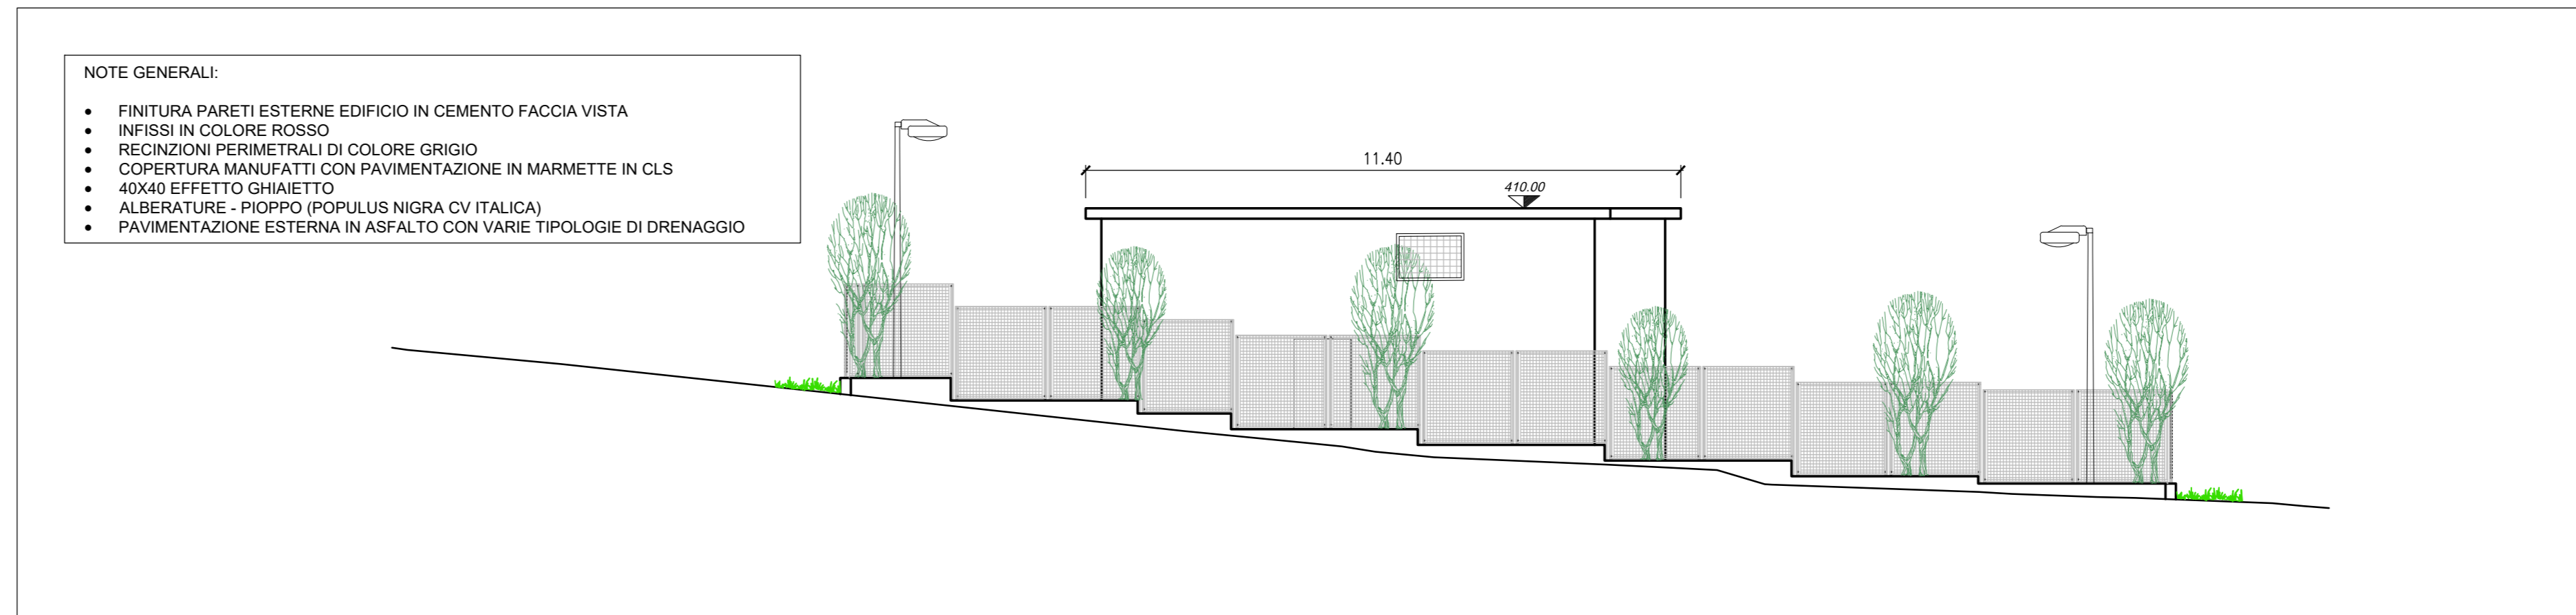 NOTE GENERALI:
• FINITURA PARETI ESTERNE EDIFICIO IN CEMENTO FACCIA VISTA
• INFISSI IN COLORE ROSSO
• RECINZIONI PERIMETRALI DI COLORE GRIGIO
• COPERTURA MANUFATTI CON PAVIMENTAZIONE IN MARMETTE IN CLS
• 40X40 EFFETTO GHIAIETTO
• ALBERATURE - PIOPPO (POPULUS NIGRA CV ITALICA)
• PAVIMENTAZIONE ESTERNA IN ASFALTO CON VARIE TIPOLOGIE DI DRENAGGIO
11.40
410.00